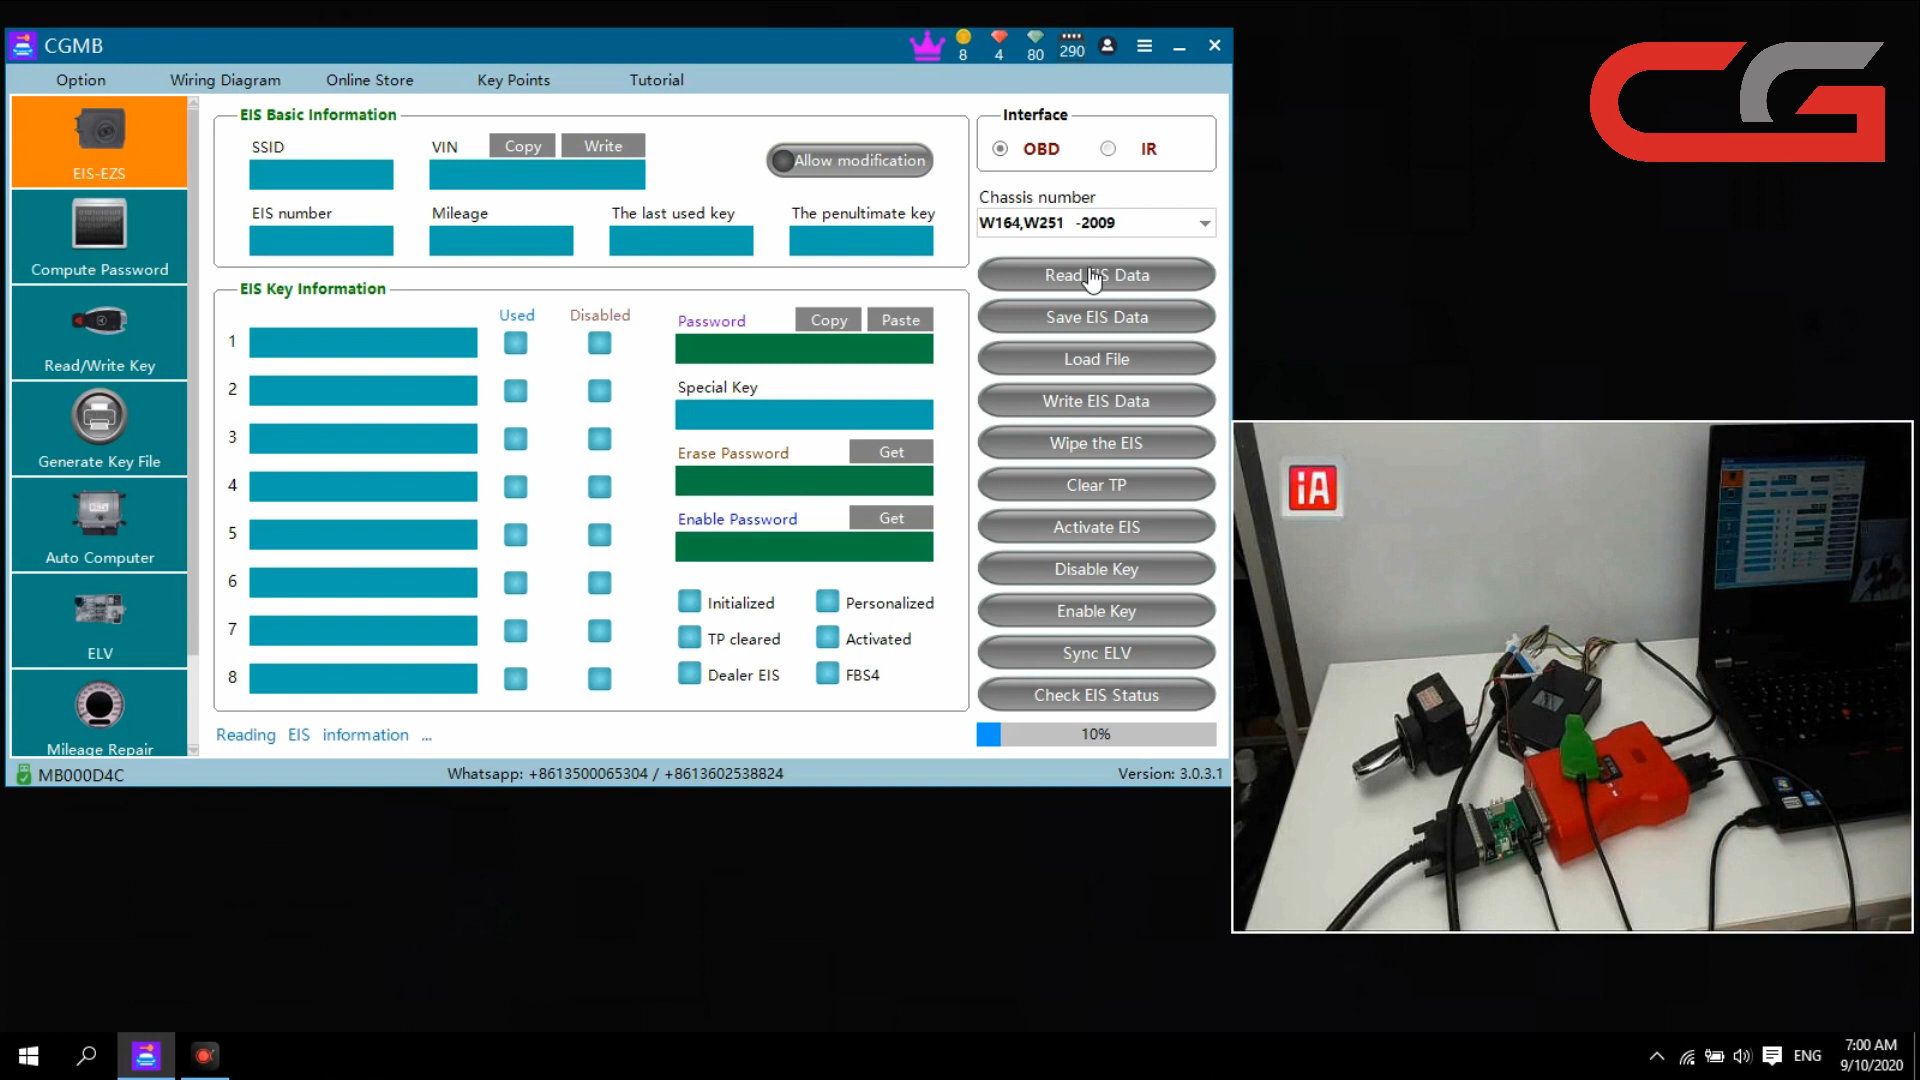 CGMB
8
4
80
290
Option
Wiring Diagram
Online Store
Key Points
Tutorial
EIS-EZS
Compute Password
Read/Write Key
Generate Key File
Auto Computer
ELV
Mileage Repair
EIS Basic Information
SSID
VIN
Copy
Write
Allow modification
EIS number
Mileage
The last used key
The penultimate key
EIS Key Information
Used
Disabled
1
2
3
4
5
6
7
8
Password
Copy
Paste
Special Key
Erase Password
Get
Enable Password
Get
Initialized
Personalized
TP cleared
Activated
Dealer EIS
FBS4
Interface
OBD
IR
Chassis number
W164,W251 -2009
Read EIS Data
Save EIS Data
Load File
Write EIS Data
Wipe the EIS
Clear TP
Activate EIS
Disable Key
Enable Key
Sync ELV
Check EIS Status
Reading EIS information ...
10%
MB000D4C
Whatsapp: +8613500065304 / +8613602538824
Version: 3.0.3.1
CG
iA
ENG
7:00 AM
9/10/2020